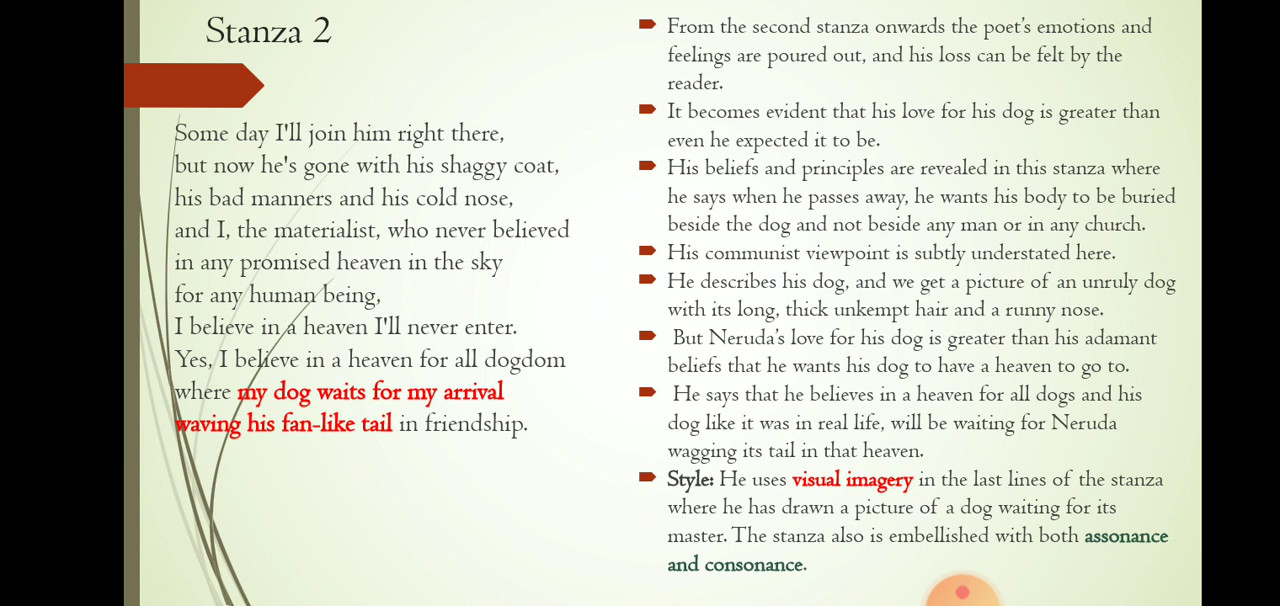 Stanza 2
Some day I'll join him right there,
but now he's gone with his shaggy coat,
his bad manners and his cold nose,
and I, the materialist, who never believed
in any promised heaven in the sky
for any human being,
I believe in a heaven I'll never enter.
Yes, I believe in a heaven for all dogdom
where my dog waits for my arrival
waving his fan-like tail in friendship.
From the second stanza onwards the poet's emotions and
feelings are poured out, and his loss can be felt by the
reader.
It becomes evident that his love for his dog is greater than
even he expected it to be.
His beliefs and principles are revealed in this stanza where
he says when he passes away, he wants his body to be buried
beside the dog and not beside any man or in any church.
His communist viewpoint is subtly understated here.
He describes his dog, and we get a picture of an unruly dog
with its long, thick unkempt hair and a runny nose.
But Neruda's love for his dog is greater than his adamant
beliefs that he wants his dog to have a heaven to go to.
He says that he believes in a heaven for all dogs and his
dog like it was in real life, will be waiting for Neruda
wagging its tail in that heaven.
Style: He uses visual imagery in the last lines of the stanza
where he has drawn a picture of a dog waiting for its
master. The stanza also is embellished with both assonance
and consonance.